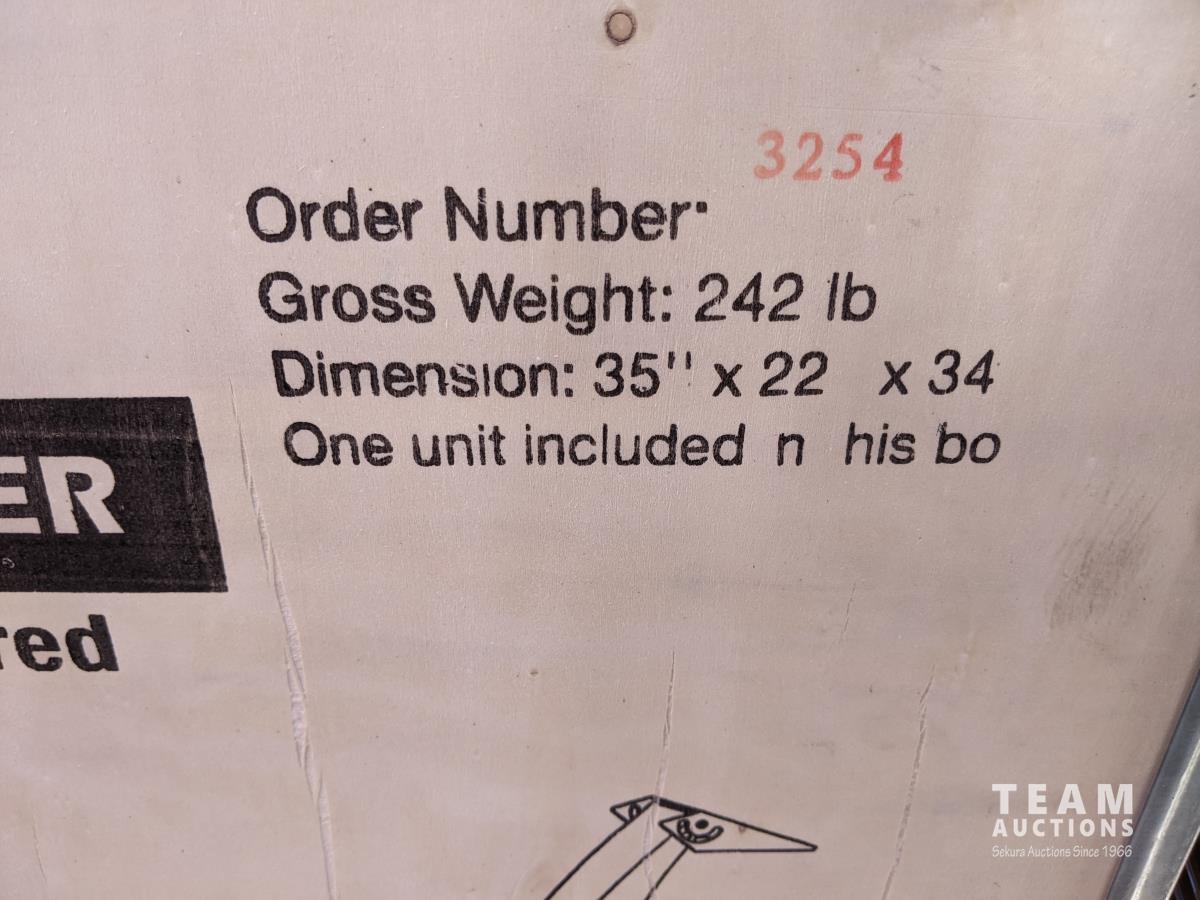 3254
Order Number:
Gross Weight: 242 lb
Dimension: 35" x 22 x 34
One unit included n his bo
ER
red
TEAM
AUCTIONS
Sekura Auctions Since 1966